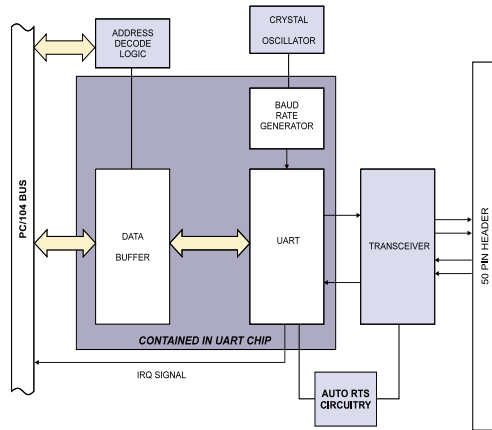 ADDRESS
DECODE
LOGIC
CRYSTAL
OSCILLATOR
BAUD
RATE
GENERATOR
PC/104 BUS
DATA
BUFFER
UART
TRANSCEIVER
50 PIN HEADER
CONTAINED IN UART CHIP
IRQ SIGNAL
AUTO RTS
CIRCUITRY